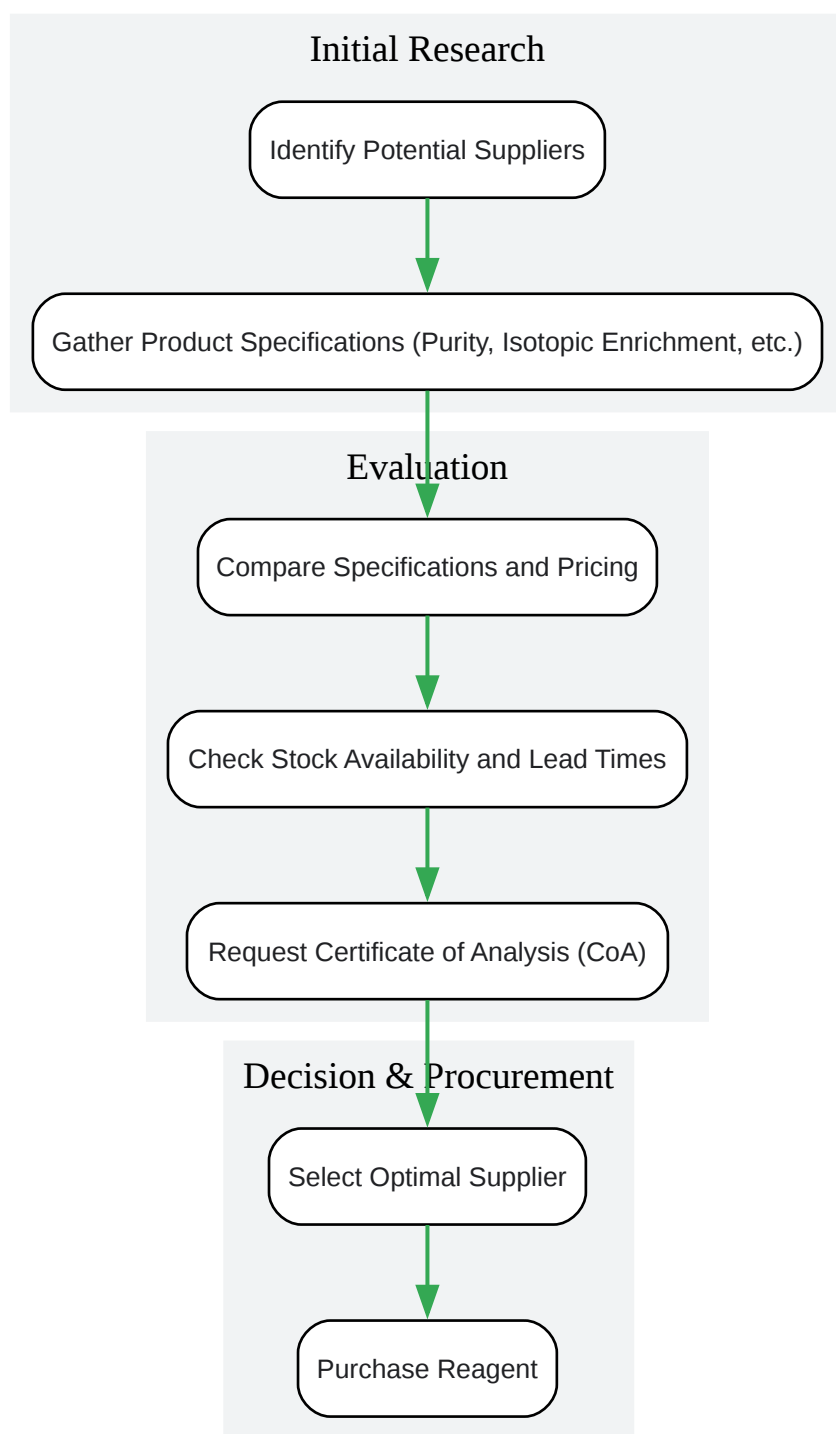 Initial Research
Identify Potential Suppliers
Gather Product Specifications (Purity, Isotopic Enrichment, etc.)
Evaluation
Compare Specifications and Pricing
Check Stock Availability and Lead Times
Request Certificate of Analysis (CoA)
Decision & Procurement
Select Optimal Supplier
Purchase Reagent